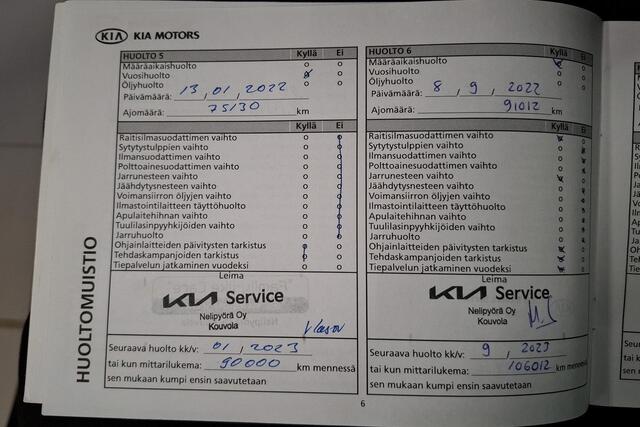 KIA KIA MOTORS
HUOLTO 5 Kyllä Ei
Määräaikaishuolto
Vuosihuolto
Öljyhuolto
Päivämäärä: 13, 01, 2022
Ajomäärä: 75130 km
Kyllä Ei
Raitisilmasuodattimen vaihto
Sytytystulppien vaihto
Ilmansuodattimen vaihto
Polttoainesuodattimen vaihto
Jarrunesteen vaihto
Jäähdytysnesteen vaihto
Voimansiirron öljyjen vaihto
Ilmastointilaitteen täyttöhuolto
Apulaitehihnan vaihto
Tuulilasinpyyhkijöiden vaihto
Jarruhuolto
Ohjainlaitteiden päivitysten tarkistus
Tehdaskampanjoiden tarkistus
Tiepalvelun jatkaminen vuodeksi
Leima
KIA Service
Nelipyörä Oy
Kouvola
Seuraava huolto kk/v: 01, 2023
tai kun mittarilukema: 90000 km mennessä
sen mukaan kumpi ensin saavutetaan
HUOLTO 6 Kyllä Ei
Määräaikaishuolto
Vuosihuolto
Öljyhuolto
Päivämäärä: 8, 9, 2022
Ajomäärä: 91012 km
Kyllä Ei
Raitisilmasuodattimen vaihto
Sytytystulppien vaihto
Ilmansuodattimen vaihto
Polttoainesuodattimen vaihto
Jarrunesteen vaihto
Jäähdytysnesteen vaihto
Voimansiirron öljyjen vaihto
Ilmastointilaitteen täyttöhuolto
Apulaitehihnan vaihto
Tuulilasinpyyhkijöiden vaihto
Jarruhuolto
Ohjainlaitteiden päivitysten tarkistus
Tehdaskampanjoiden tarkistus
Tiepalvelun jatkaminen vuodeksi
Leima
KIA Service
Nelipyörä Oy
Kouvola
Seuraava huolto kk/v: 9, 2023
tai kun mittarilukema: 106012 km mennessä
sen mukaan kumpi ensin saavutetaan
HUOLTOMUISTIO
6